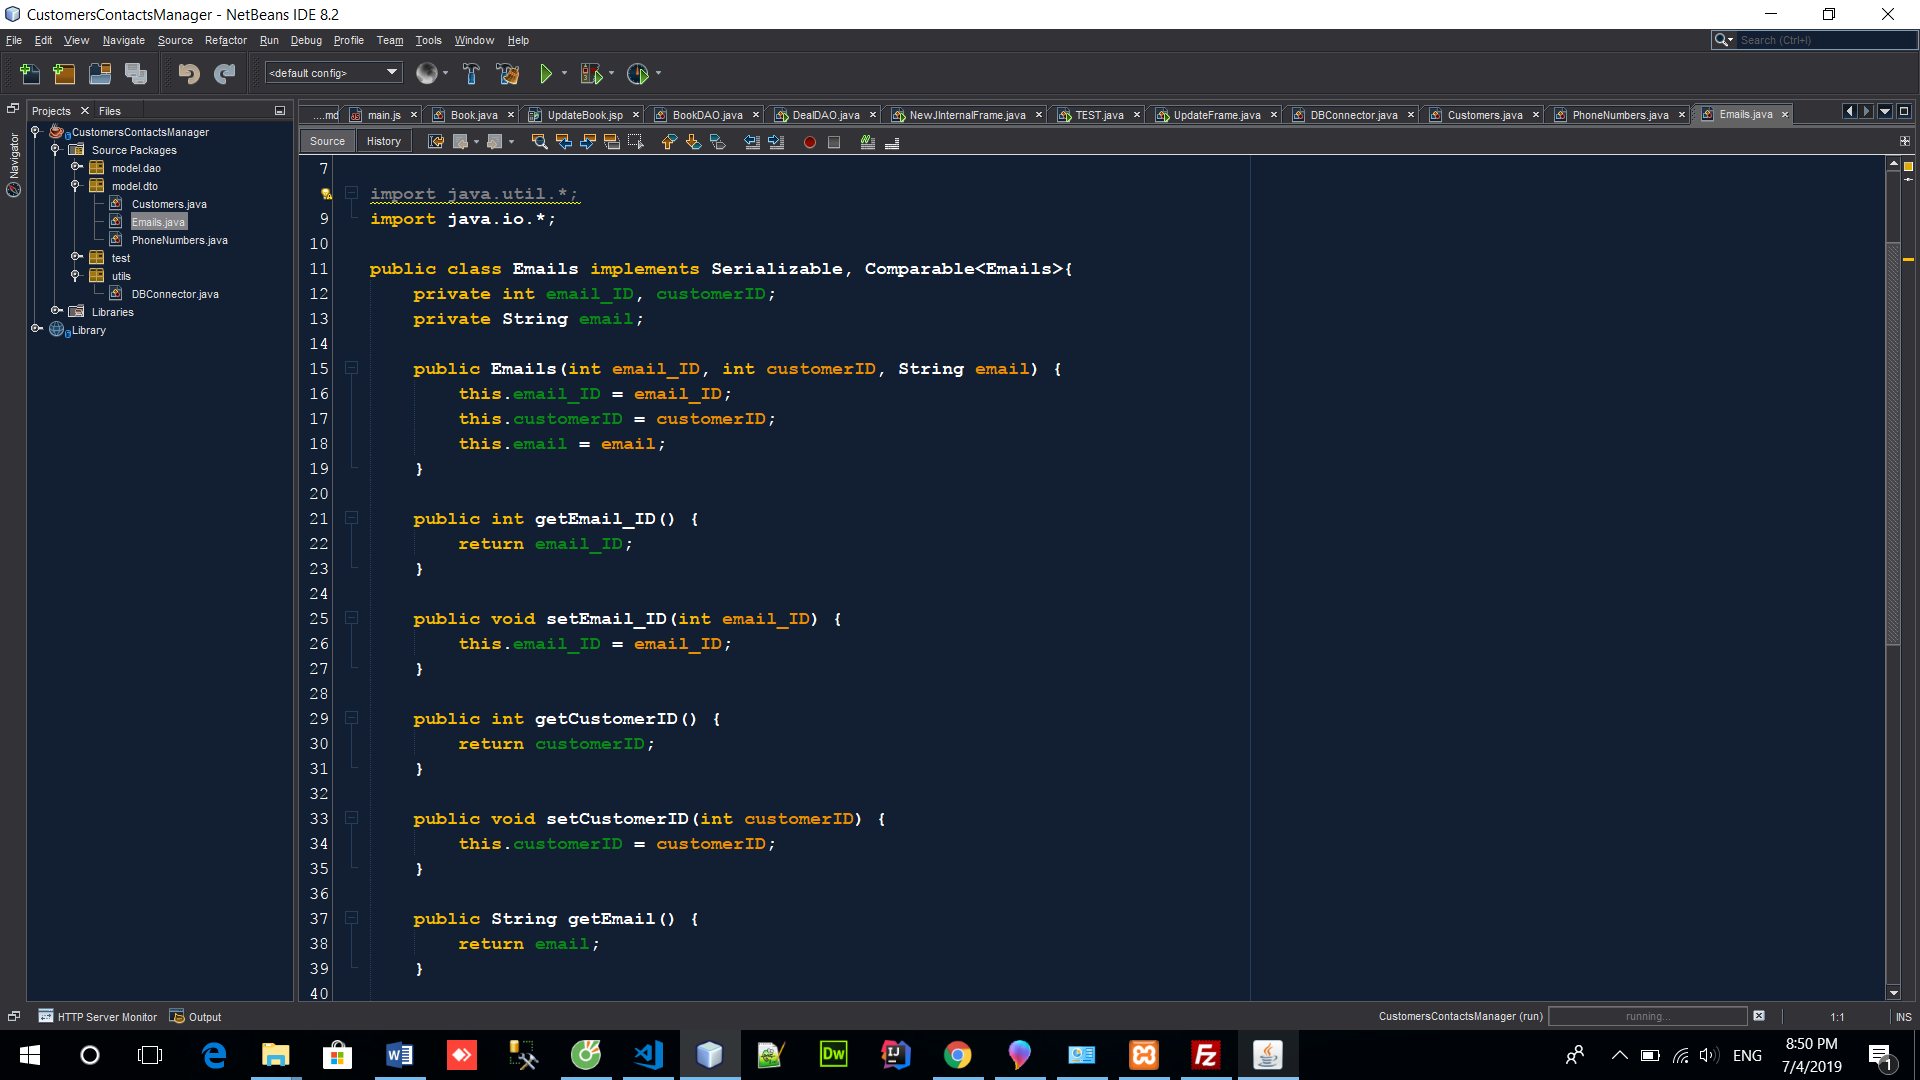 CustomersContactsManager - NetBeans IDE 8.2
File Edit View Navigate Source Refactor Run Debug Profile Team Tools Window Help
Search (Ctrl+I)
<default config>
Projects Files
Navigator
CustomersContactsManager
Source Packages
model.dao
model.dto
Customers.java
Emails.java
PhoneNumbers.java
test
utils
DBConnector.java
Libraries
Library
....md main.js Book.java UpdateBook.jsp BookDAO.java DealDAO.java NewJInternalFrame.java TEST.java UpdateFrame.java DBConnector.java Customers.java PhoneNumbers.java Emails.java
Source History
7
import java.util.*;
9 import java.io.*;
10
11 public class Emails implements Serializable, Comparable<Emails>{
12 private int email_ID, customerID;
13 private String email;
14
15 public Emails(int email_ID, int customerID, String email) {
16 this.email_ID = email_ID;
17 this.customerID = customerID;
18 this.email = email;
19 }
20
21 public int getEmail_ID() {
22 return email_ID;
23 }
24
25 public void setEmail_ID(int email_ID) {
26 this.email_ID = email_ID;
27 }
28
29 public int getCustomerID() {
30 return customerID;
31 }
32
33 public void setCustomerID(int customerID) {
34 this.customerID = customerID;
35 }
36
37 public String getEmail() {
38 return email;
39 }
40
HTTP Server Monitor Output
CustomersContactsManager (run) running... 1:1 INS
ENG
8:50 PM
7/4/2019
1